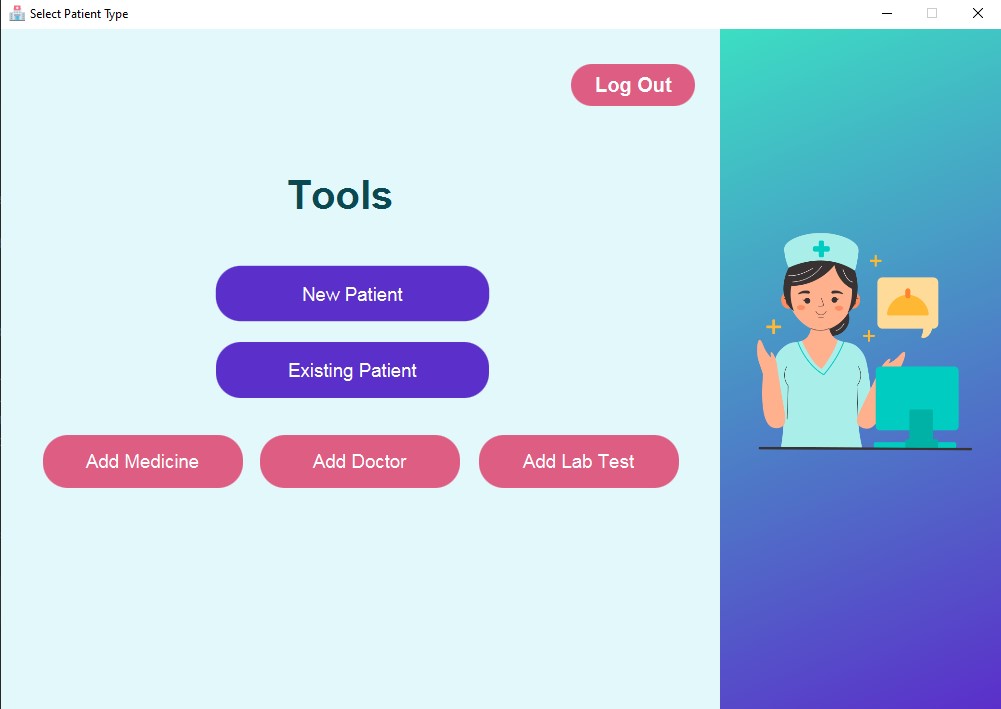 Select Patient Type
Log Out
Tools
New Patient
Existing Patient
Add Medicine
Add Doctor
Add Lab Test